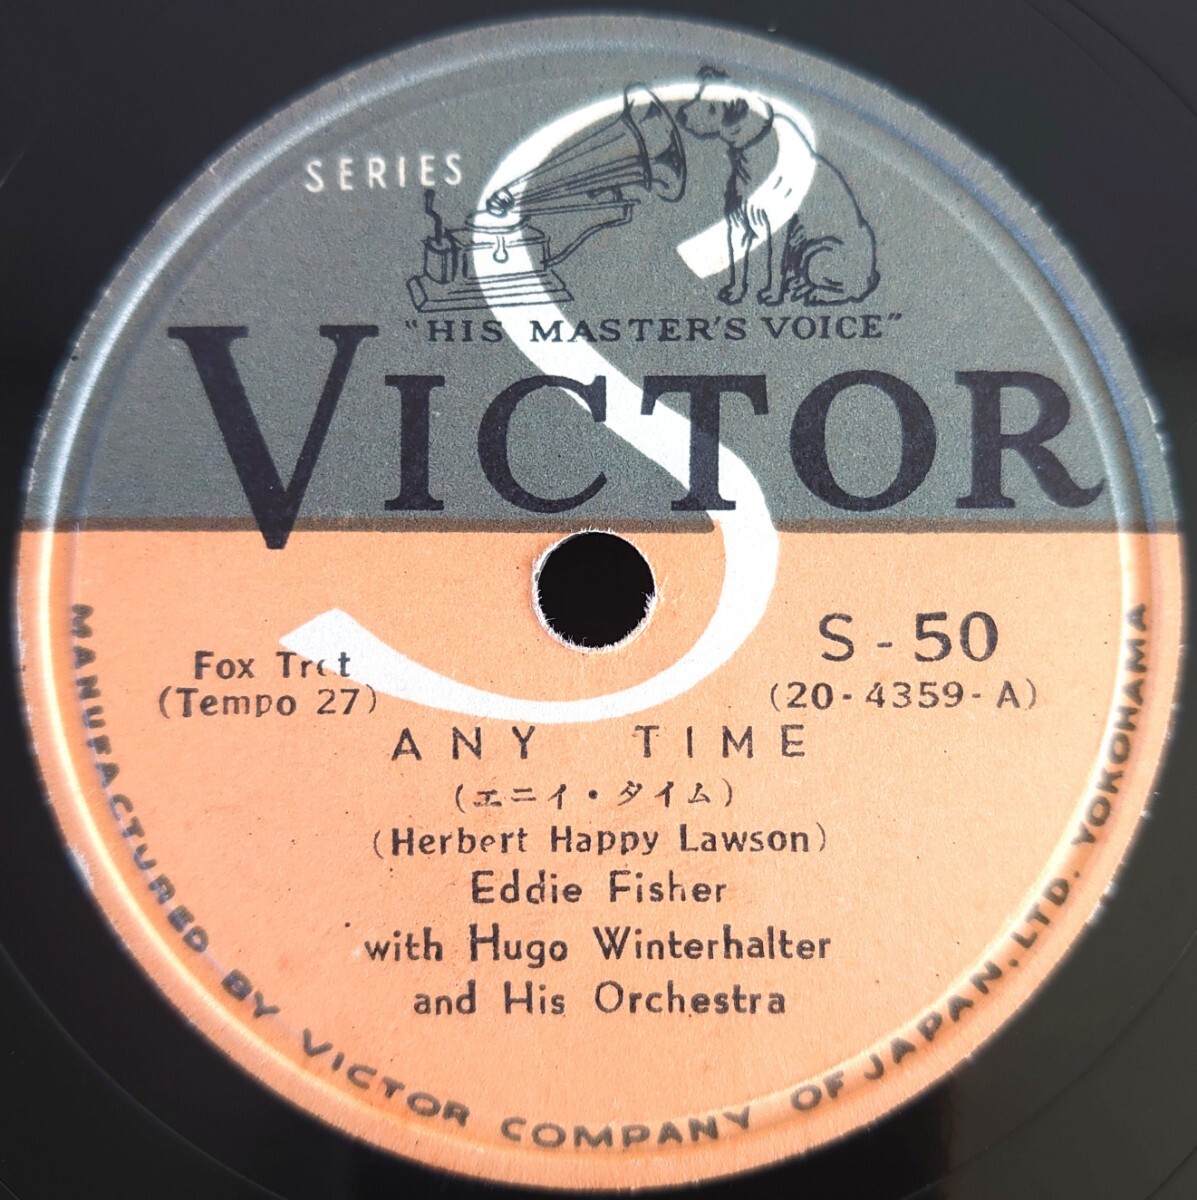 SERIES
S
"HIS MASTER'S VOICE"
VICTOR
Fox Trot
(Tempo 27)
S-50
(20-4359-A)
ANY TIME
(エニイ・タイム)
(Herbert Happy Lawson)
Eddie Fisher
with Hugo Winterhalter
and His Orchestra
MANUFACTURED BY VICTOR COMPANY OF JAPAN, LTD. YOKOHAMA